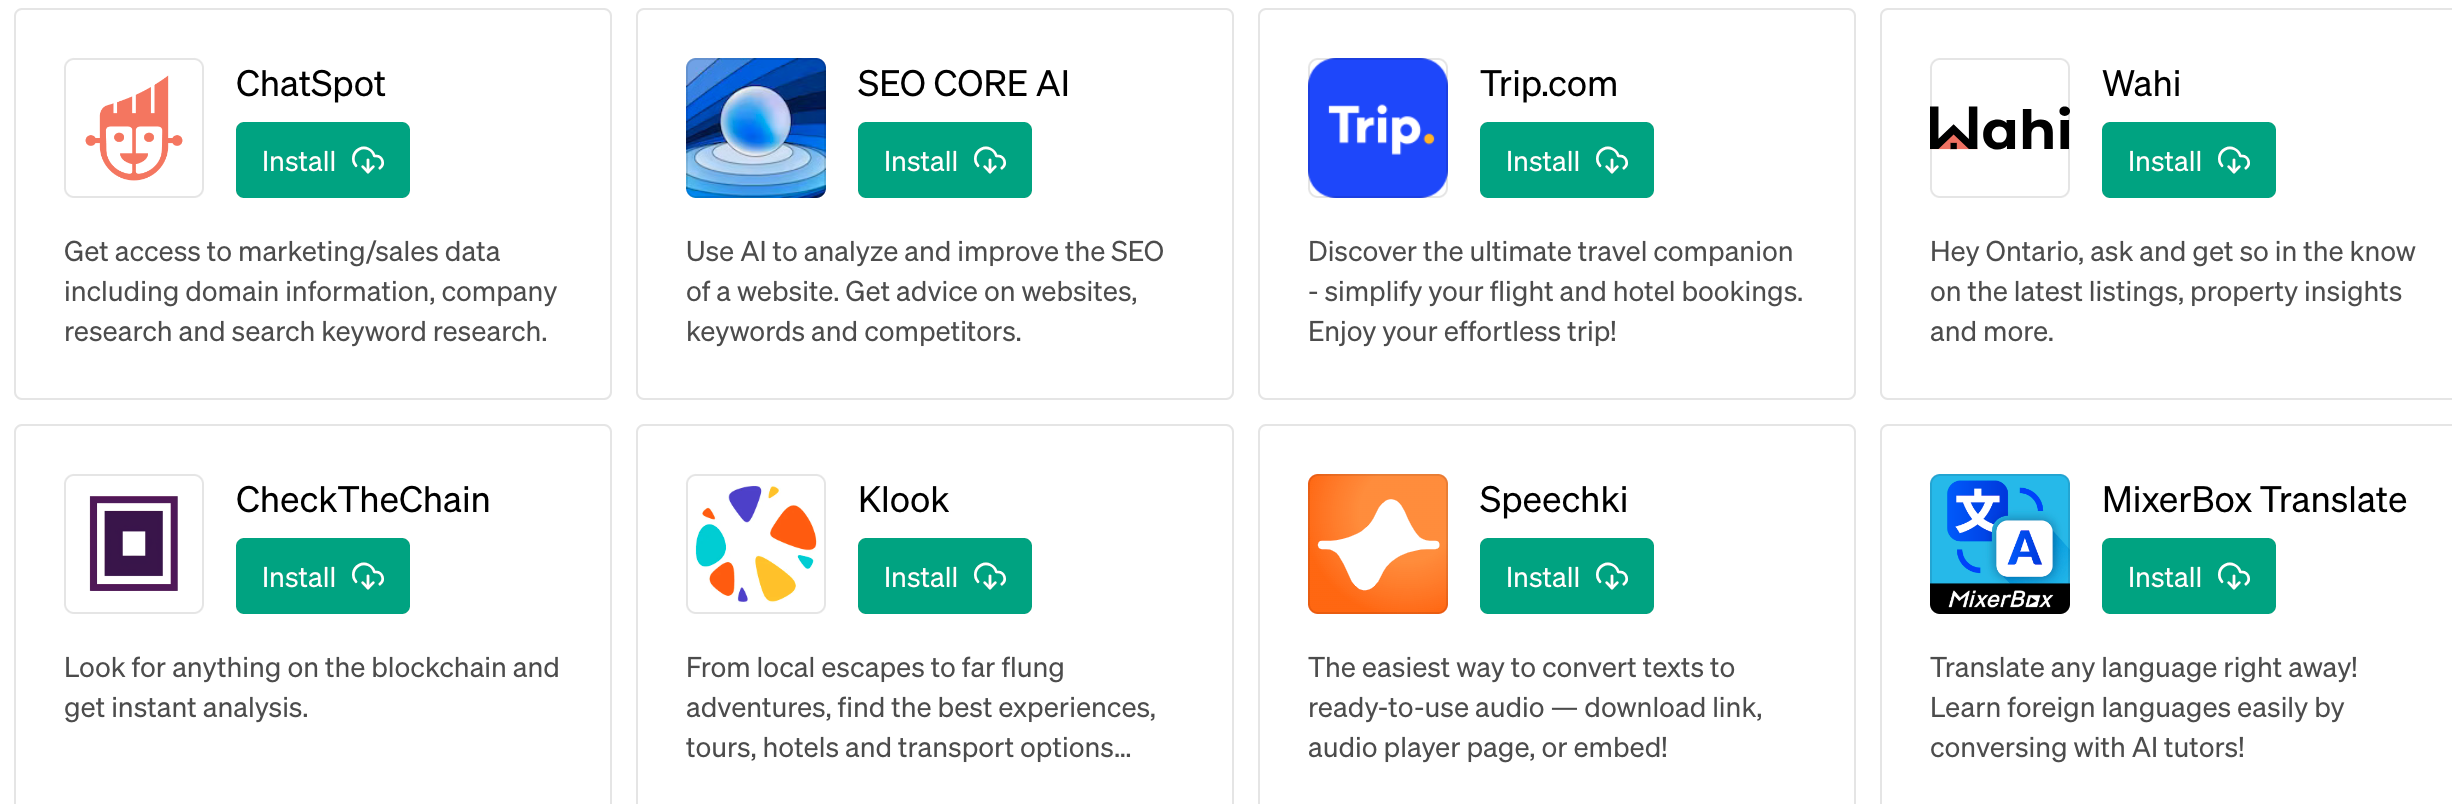 ChatSpot
Install
Get access to marketing/sales data
including domain information, company
research and search keyword research.
SEO CORE AI
Install
Use AI to analyze and improve the SEO
of a website. Get advice on websites,
keywords and competitors.
Trip.
Trip.com
Install
Discover the ultimate travel companion
- simplify your flight and hotel bookings.
Enjoy your effortless trip!
Wahi
Wahi
Install
Hey Ontario, ask and get so in the know
on the latest listings, property insights
and more.
CheckTheChain
Install
Look for anything on the blockchain and
get instant analysis.
Klook
Install
From local escapes to far flung
adventures, find the best experiences,
tours, hotels and transport options...
Speechki
Install
The easiest way to convert texts to
ready-to-use audio — download link,
audio player page, or embed!
文
A
MixerBox
MixerBox Translate
Install
Translate any language right away!
Learn foreign languages easily by
conversing with AI tutors!